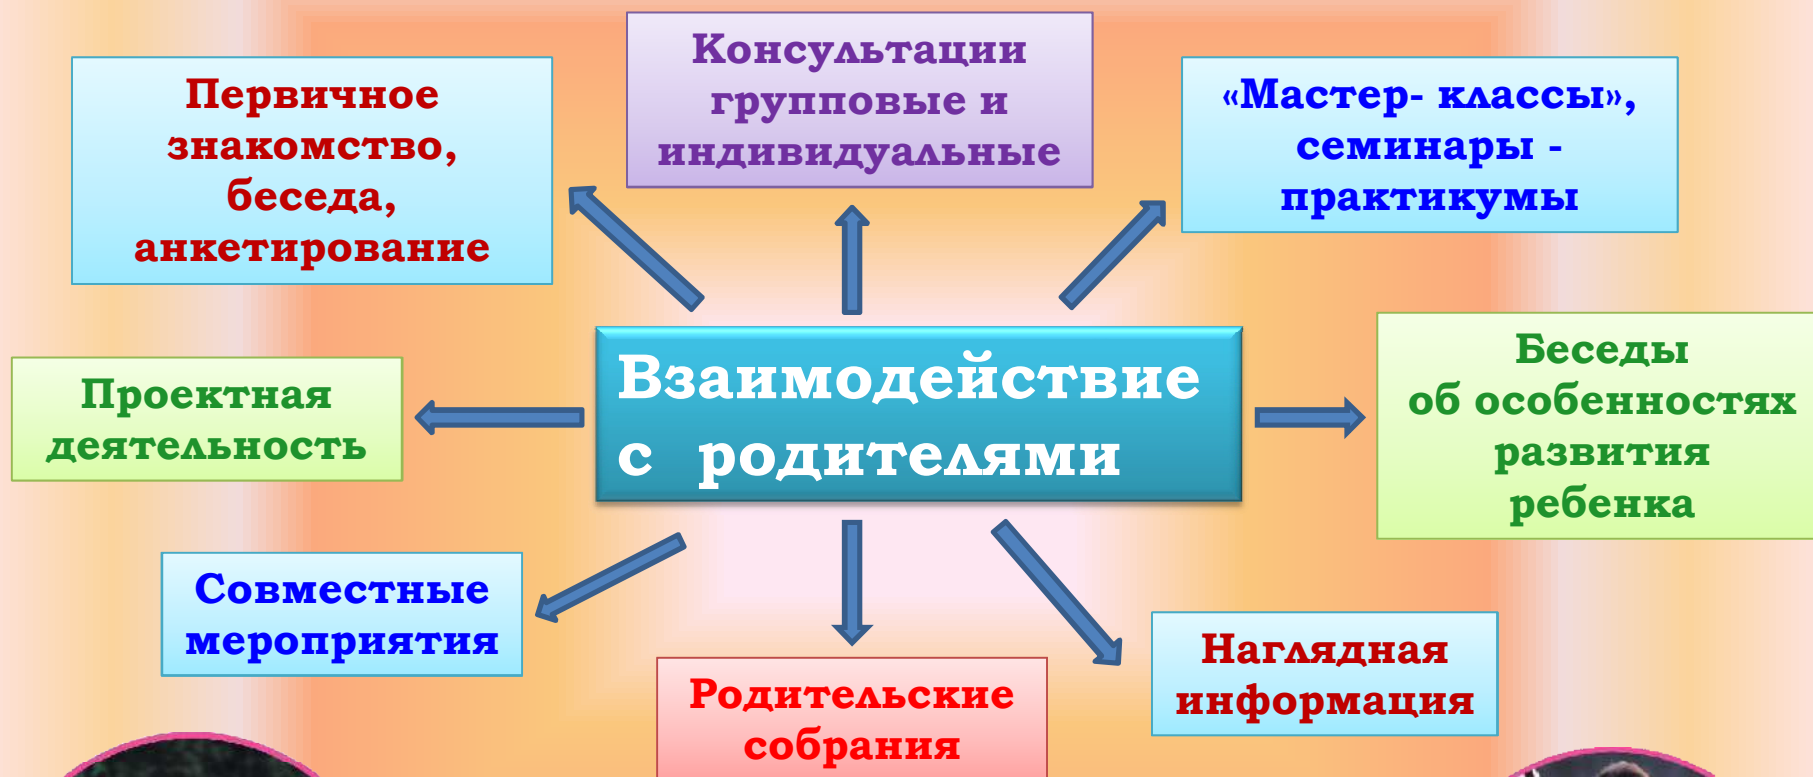 Консультации
групповые и
индивидуальные
Первичное
знакомство,
беседа,
анкетирование
«Мастер- классы»,
семинары -
практикумы
Взаимодействие
с родителями
Проектная
деятельность
Беседы
об особенностях
развития
ребенка
Совместные
мероприятия
Родительские
собрания
Наглядная
информация